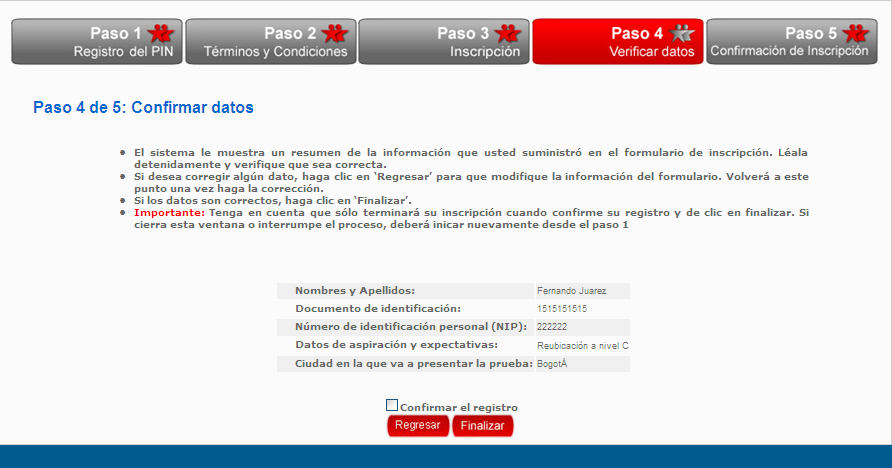 Paso 1
Registro del PIN
Paso 2
Términos y Condiciones
Paso 3
Inscripción
Paso 4
Verificar datos
Paso 5
Confirmación de Inscripción
Paso 4 de 5: Confirmar datos
• El sistema le muestra un resumen de la información que usted suministró en el formulario de inscripción. Léala
detenidamente y verifique que sea correcta.
• Si desea corregir algún dato, haga clic en ‘Regresar’ para que modifique la información del formulario. Volverá a este
punto una vez haga la corrección.
• Si los datos son correctos, haga clic en ‘Finalizar’.
• Importante: Tenga en cuenta que sólo terminará su inscripción cuando confirme su registro y de clic en finalizar. Si
cierra esta ventana o interrumpe el proceso, deberá inicar nuevamente desde el paso 1
Nombres y Apellidos: Fernando Juarez
Documento de identificación: 1515151515
Número de identificación personal (NIP): 222222
Datos de aspiración y expectativas: Reubicación a nivel C
Ciudad en la que va a presentar la prueba: BogotÁ
Confirmar el registro
Regresar Finalizar